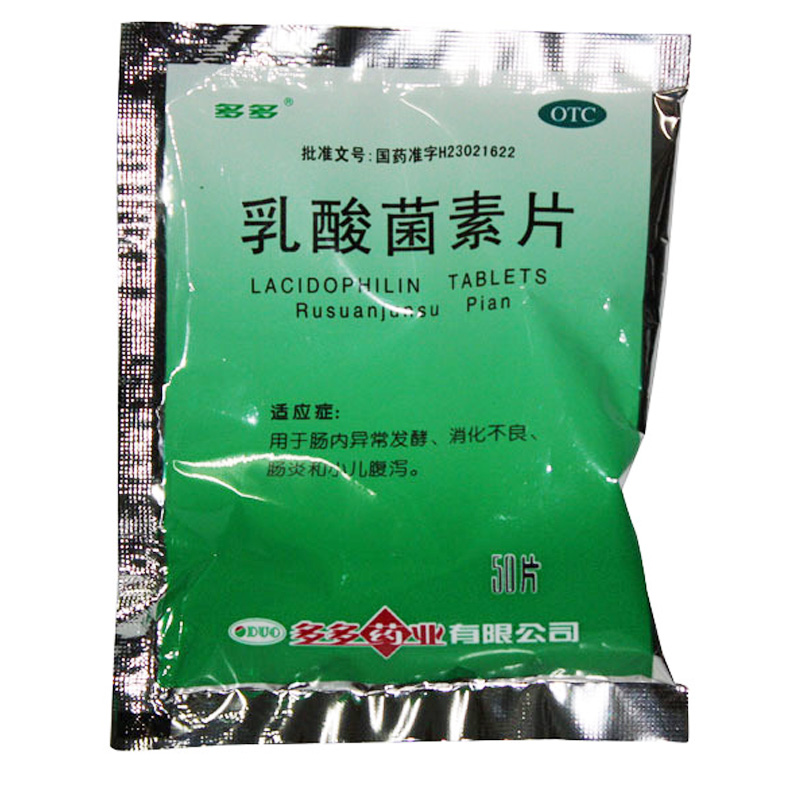 多多®
OTC
批准文号:国药准字H23021622
乳酸菌素片
LACIDOPHILIN TABLETS
Rusuanjunsu Pian
适应症:
用于肠内异常发酵、消化不良、
肠炎和小儿腹泻。
50片
DUO 多多药业有限公司